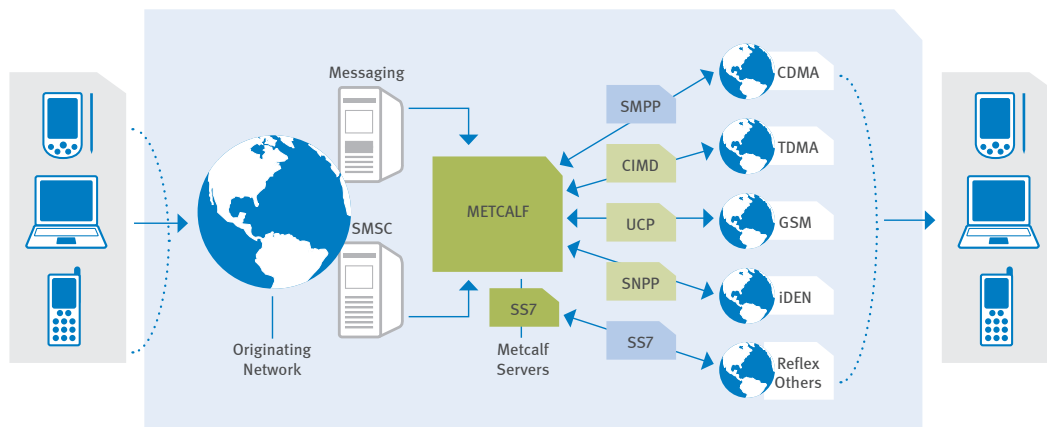 Messaging
SMSC
Originating
Network
METCALF
SS7
Metcalf
Servers
SMPP
CIMD
UCP
SNPP
SS7
CDMA
TDMA
GSM
iDEN
Reflex
Others